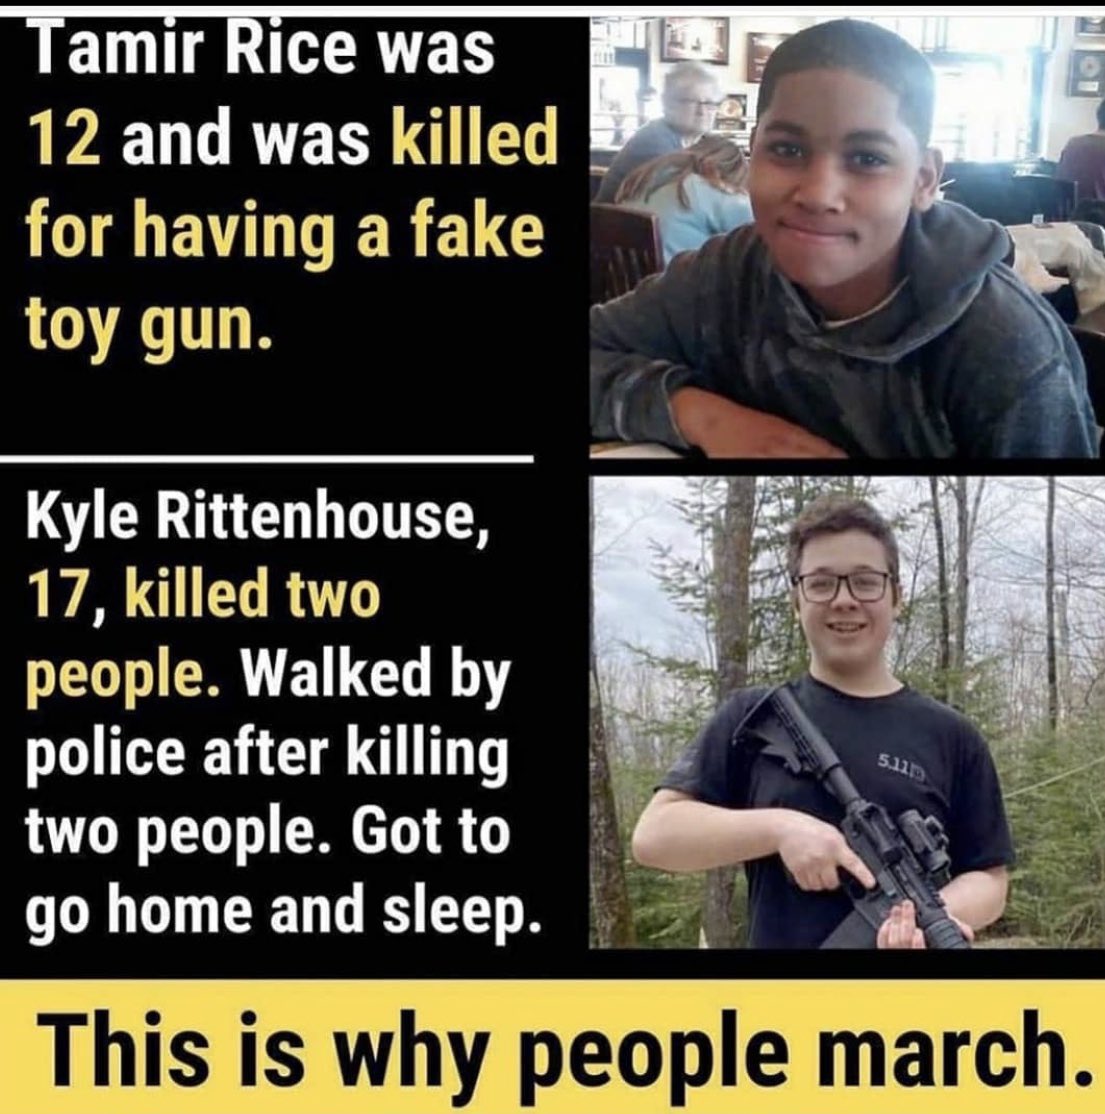 Tamir Rice was
12 and was killed
for having a fake
toy gun.
Kyle Rittenhouse,
17, killed two
people. Walked by
police after killing
two people. Got to
go home and sleep.
5.11
This is why people march.